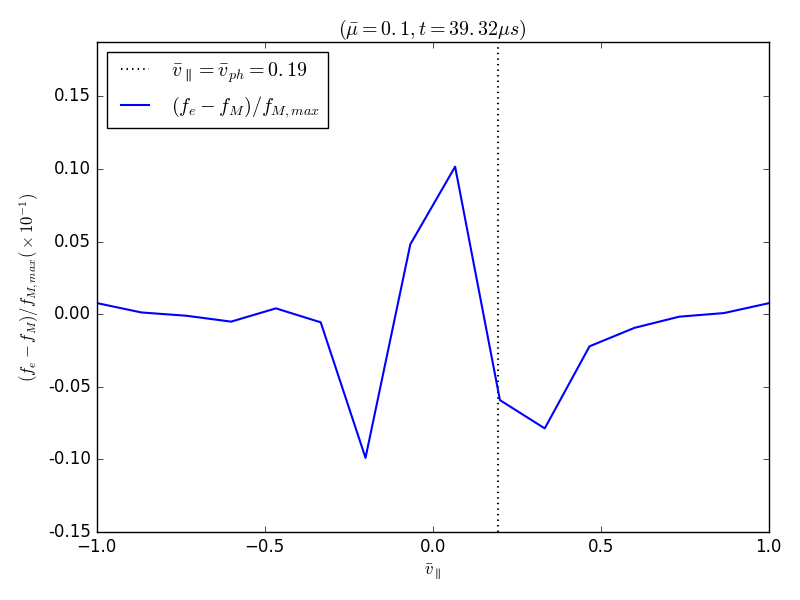 (μ̄ = 0.1, t = 39.32μs)
v̄∥ = v̄ph = 0.19
(fe − fM)/fM,max
0.15
0.10
0.05
0.00
-0.05
-0.10
-0.15
(fe − fM)/fM,max(×10⁻¹)
−1.0 −0.5 0.0 0.5 1.0
v̄∥